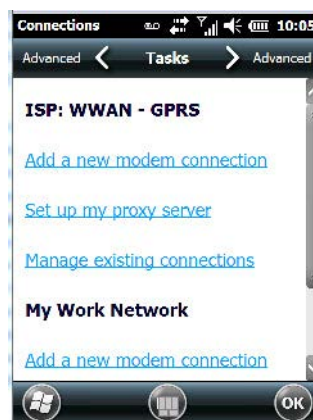 Connections 10:05
Advanced Tasks Advanced
ISP: WWAN - GPRS
Add a new modem connection
Set up my proxy server
Manage existing connections
My Work Network
Add a new modem connection
OK